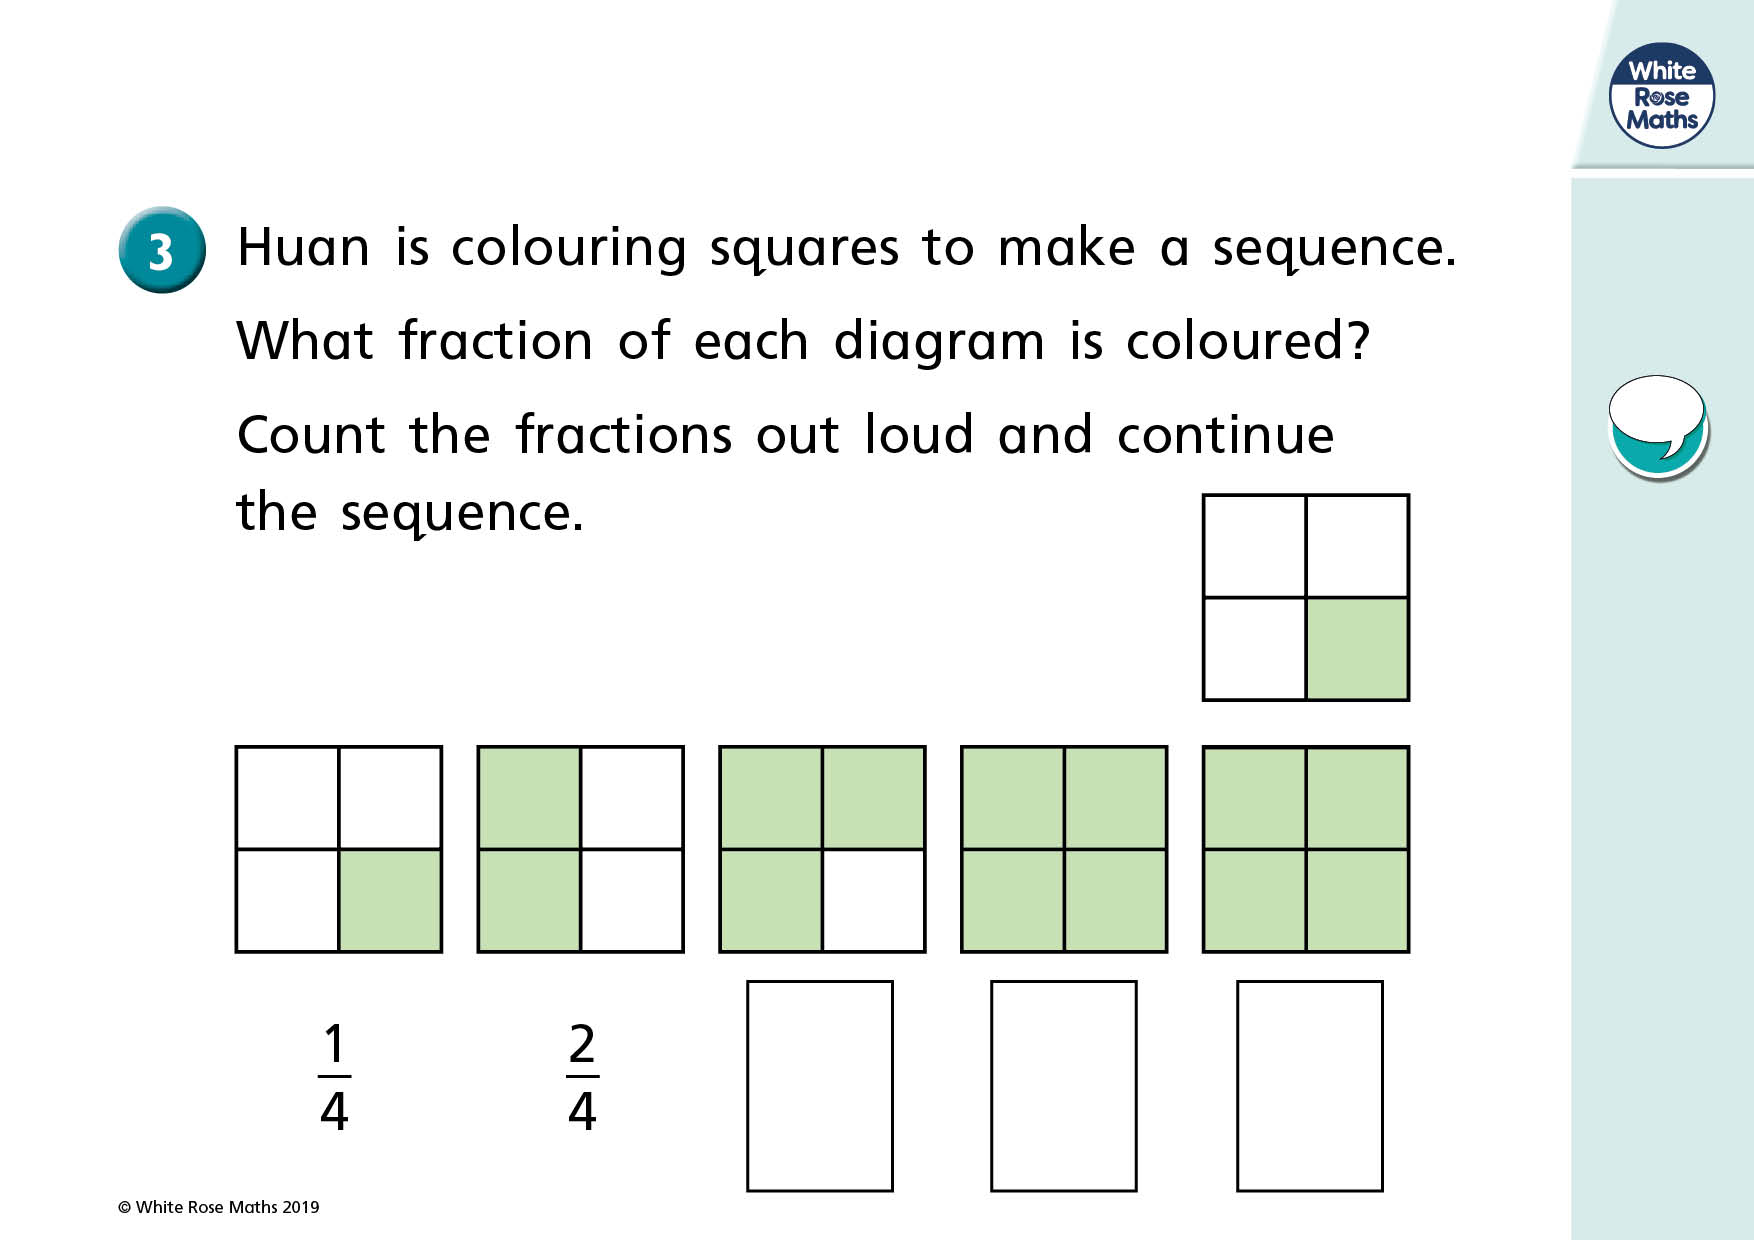 White
Rose
Maths
3
Huan is colouring squares to make a sequence.
What fraction of each diagram is coloured?
Count the fractions out loud and continue
the sequence.
1
4
2
4
© White Rose Maths 2019